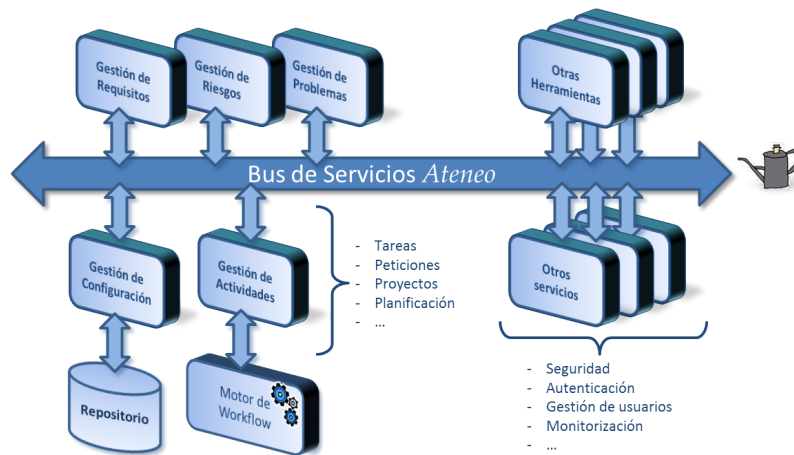 Gestión de
Requisitos
Gestión de
Riesgos
Gestión de
Problemas
Otras
Herramientas
Bus de Servicios Ateneo
Gestión de
Configuración
Gestión de
Actividades
- Tareas
- Peticiones
- Proyectos
- Planificación
- ...
Otros
servicios
Repositorio
Motor de
Workflow
- Seguridad
- Autenticación
- Gestión de usuarios
- Monitorización
- ...